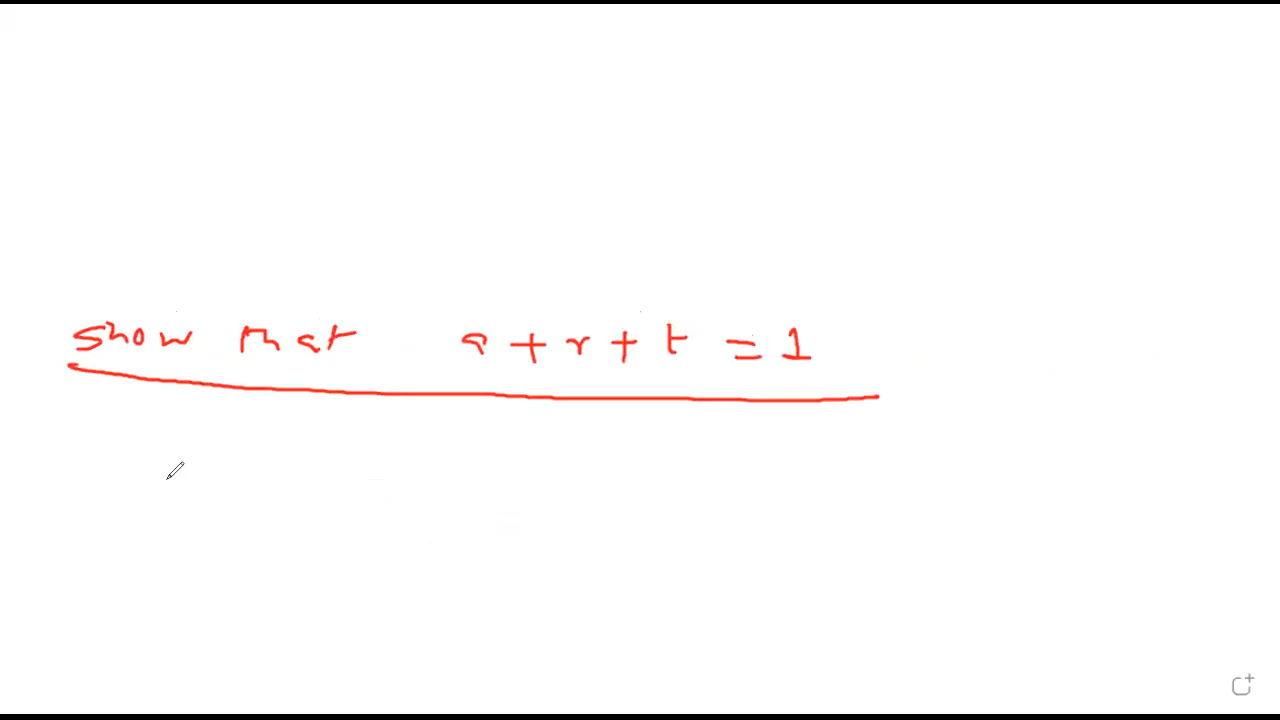 show that a + r + t = 1